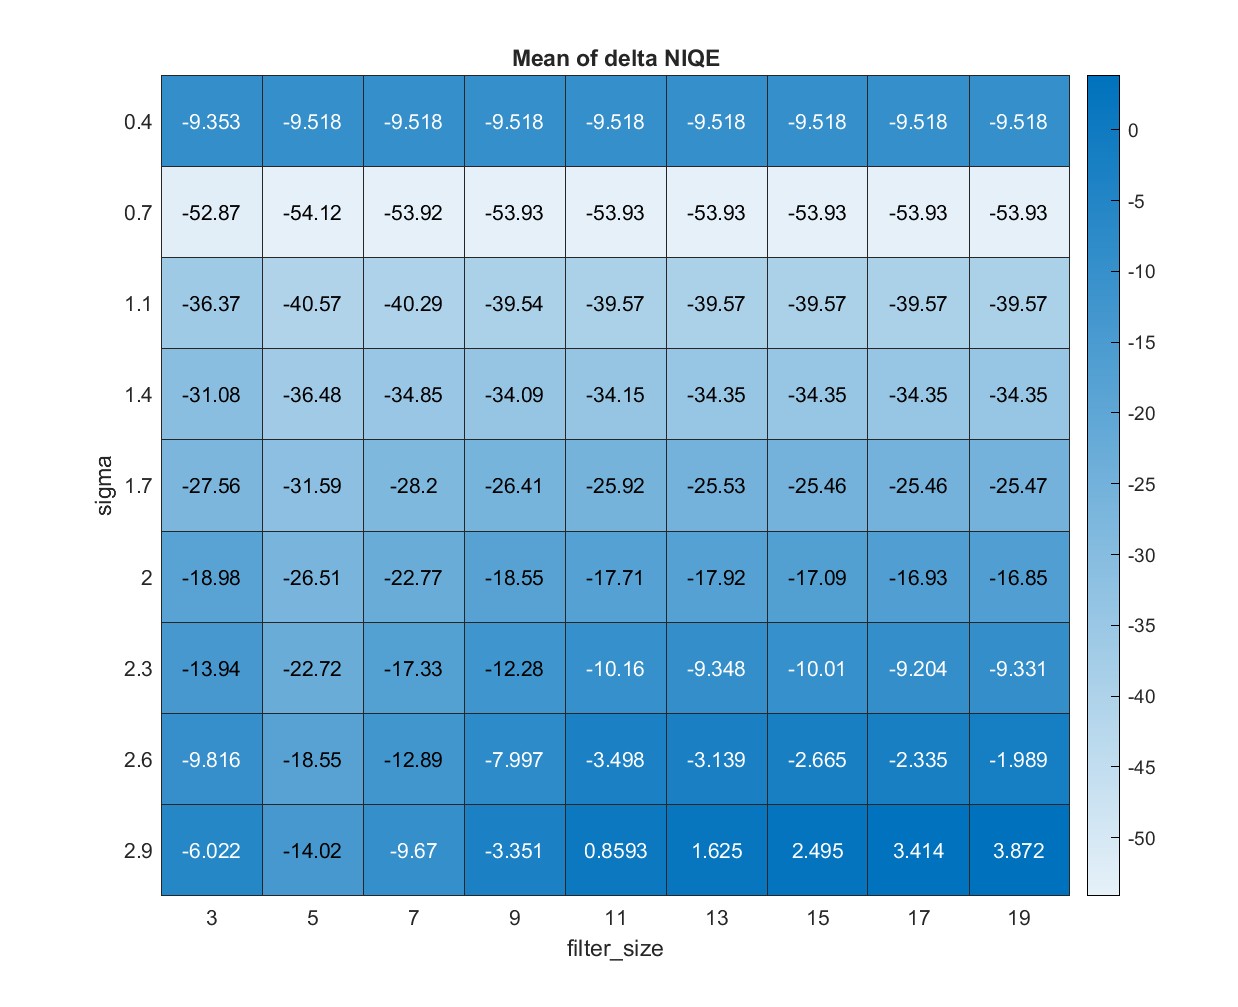 Mean of delta NIQE
0.4 -9.353 -9.518 -9.518 -9.518 -9.518 -9.518 -9.518 -9.518 -9.518
0.7 -52.87 -54.12 -53.92 -53.93 -53.93 -53.93 -53.93 -53.93 -53.93
1.1 -36.37 -40.57 -40.29 -39.54 -39.57 -39.57 -39.57 -39.57 -39.57
1.4 -31.08 -36.48 -34.85 -34.09 -34.15 -34.35 -34.35 -34.35 -34.35
1.7 -27.56 -31.59 -28.2 -26.41 -25.92 -25.53 -25.46 -25.46 -25.47
2 -18.98 -26.51 -22.77 -18.55 -17.71 -17.92 -17.09 -16.93 -16.85
2.3 -13.94 -22.72 -17.33 -12.28 -10.16 -9.348 -10.01 -9.204 -9.331
2.6 -9.816 -18.55 -12.89 -7.997 -3.498 -3.139 -2.665 -2.335 -1.989
2.9 -6.022 -14.02 -9.67 -3.351 0.8593 1.625 2.495 3.414 3.872
3 5 7 9 11 13 15 17 19
filter_size
sigma
0
-5
-10
-15
-20
-25
-30
-35
-40
-45
-50